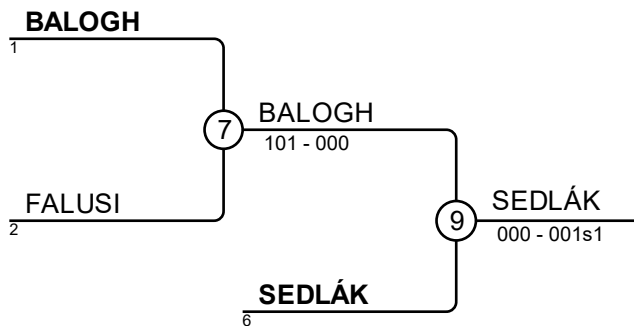 BALOGH
1
7
BALOGH
101 - 000
FALUSI
2
9
SEDLÁK
000 - 001s1
SEDLÁK
6